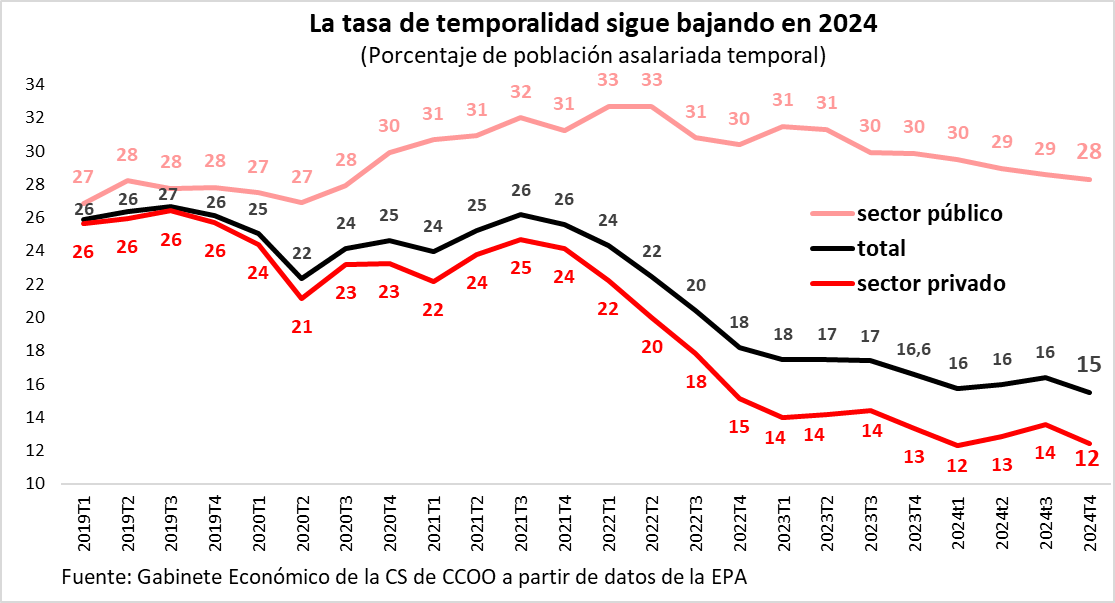 La tasa de temporalidad sigue bajando en 2024
(Porcentaje de población asalariada temporal)
34
32
30
28
26
24
22
20
18
16
14
12
10
27 28 28 28 27 27 28 30 31 31 32 31 33 33 31 30 31 31 30 30 30 29 29 28
26 26 27 26 25 22 24 25 24 25 26 26 24 22 20 18 18 17 17 16,6 16 16 16 15
26 26 26 26 24 21 23 23 22 24 25 24 22 20 18 15 14 14 14 13 12 13 14 12
sector público
total
sector privado
2019T1 2019T2 2019T3 2019T4 2020T1 2020T2 2020T3 2020T4 2021T1 2021T2 2021T3 2021T4 2022T1 2022T2 2022T3 2022T4 2023T1 2023T2 2023T3 2023T4 2024t1 2024t2 2024t3 2024T4
Fuente: Gabinete Económico de la CS de CCOO a partir de datos de la EPA